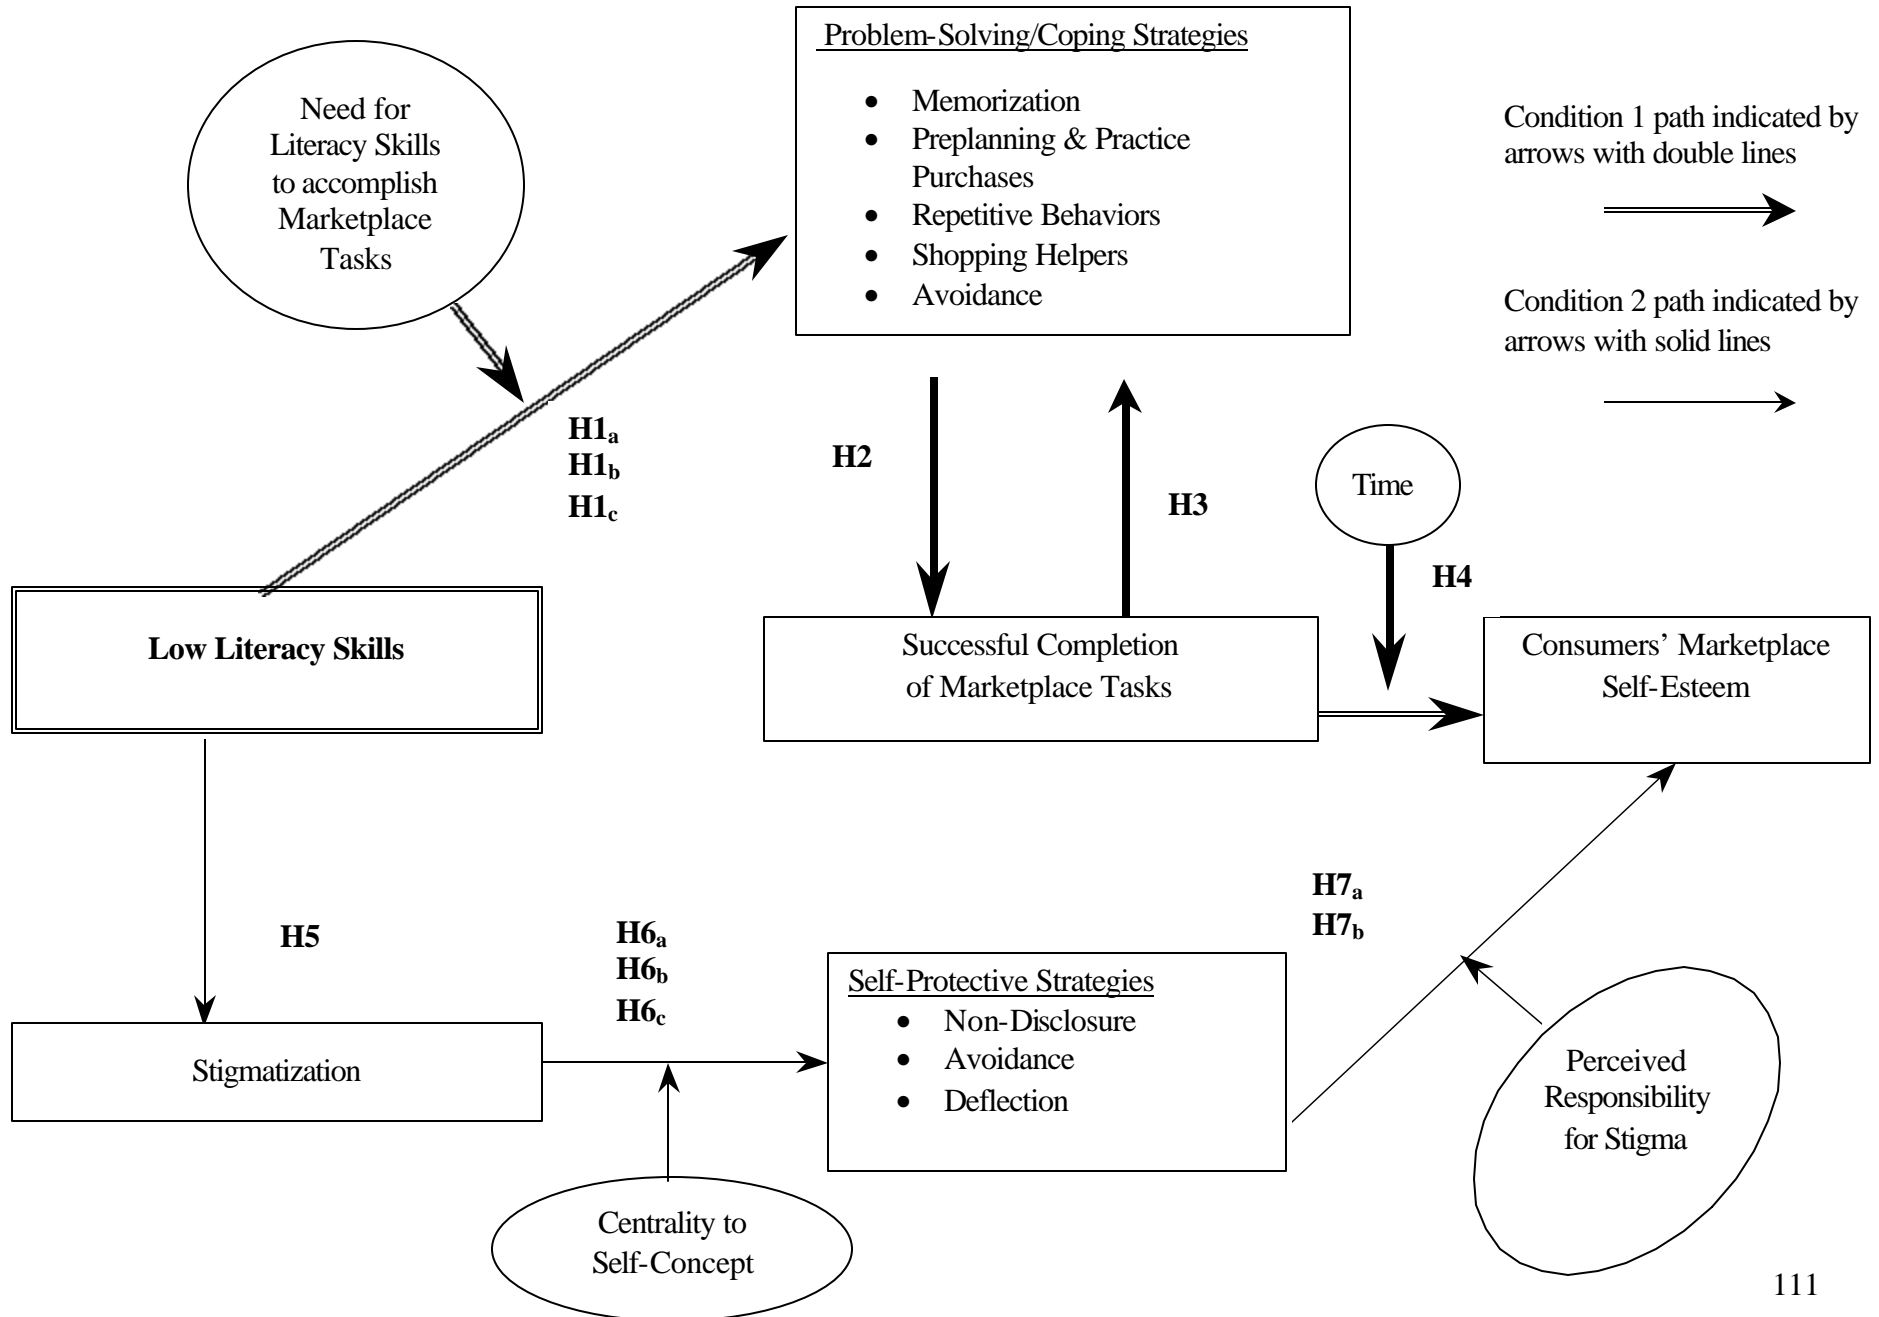 Need for
Literacy Skills
to accomplish
Marketplace
Tasks
Problem-Solving/Coping Strategies
• Memorization
• Preplanning & Practice
Purchases
• Repetitive Behaviors
• Shopping Helpers
• Avoidance
Condition 1 path indicated by
arrows with double lines
Condition 2 path indicated by
arrows with solid lines
H1a
H1b
H1c
H2
H3
Time
H4
Low Literacy Skills
Successful Completion
of Marketplace Tasks
Consumers’ Marketplace
Self-Esteem
H5
H6a
H6b
H6c
H7a
H7b
Stigmatization
Self-Protective Strategies
• Non-Disclosure
• Avoidance
• Deflection
Perceived
Responsibility
for Stigma
Centrality to
Self-Concept
111